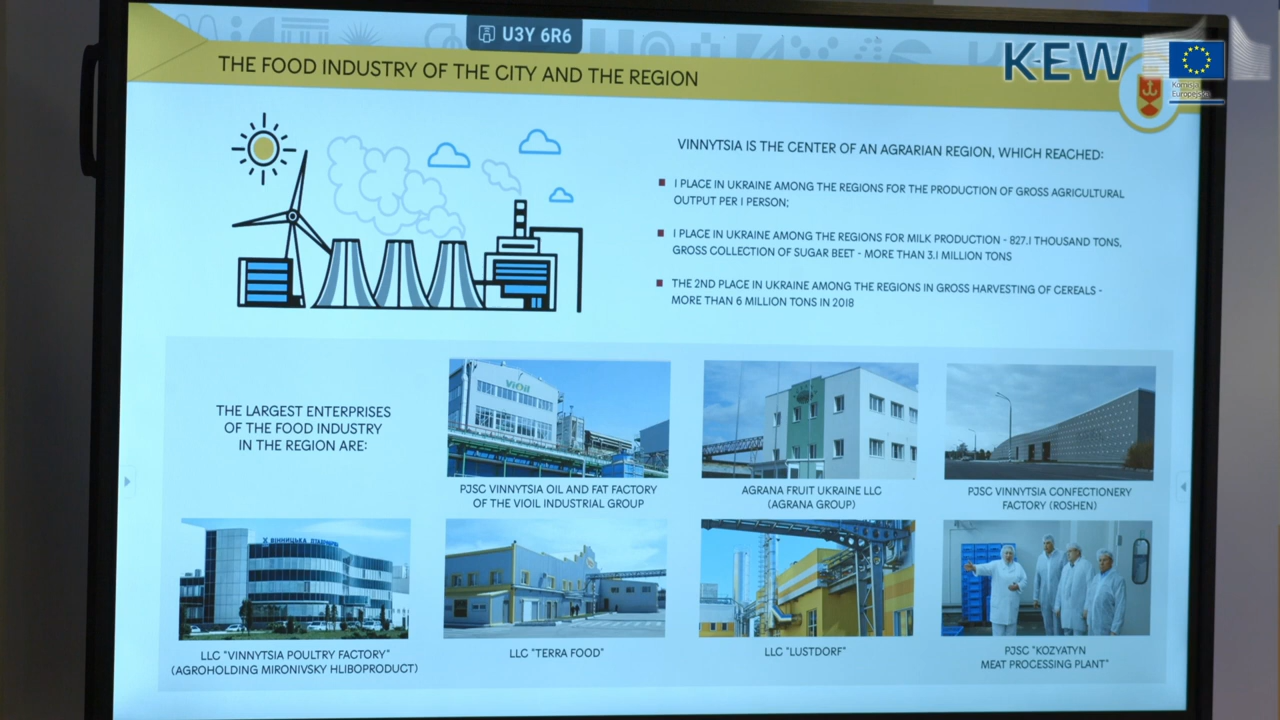 U3Y 6R6
KEW
Komisja
Europejska
THE FOOD INDUSTRY OF THE CITY AND THE REGION
VINNYTSIA IS THE CENTER OF AN AGRARIAN REGION, WHICH REACHED:
I PLACE IN UKRAINE AMONG THE REGIONS FOR THE PRODUCTION OF GROSS AGRICULTURAL
OUTPUT PER 1 PERSON;
I PLACE IN UKRAINE AMONG THE REGIONS FOR MILK PRODUCTION - 827.1 THOUSAND TONS,
GROSS COLLECTION OF SUGAR BEET - MORE THAN 3.1 MILLION TONS
THE 2ND PLACE IN UKRAINE AMONG THE REGIONS IN GROSS HARVESTING OF CEREALS -
MORE THAN 6 MILLION TONS IN 2018
THE LARGEST ENTERPRISES
OF THE FOOD INDUSTRY
IN THE REGION ARE:
ViOil
PJSC VINNYTSIA OIL AND FAT FACTORY
OF THE VIOIL INDUSTRIAL GROUP
AGRANA FRUIT UKRAINE LLC
(AGRANA GROUP)
PJSC VINNYTSIA CONFECTIONERY
FACTORY (ROSHEN)
ВІННИЦЬКА ПТАХОФАБРИКА
LLC "VINNYTSIA POULTRY FACTORY"
(AGROHOLDING MIRONIVSKY HLIBOPRODUCT)
LLC "TERRA FOOD"
LLC "LUSTDORF"
PJSC "KOZYATYN
MEAT PROCESSING PLANT"